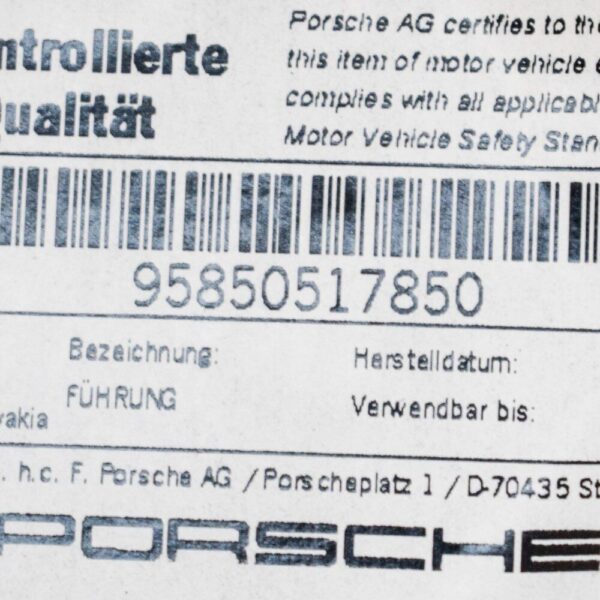 ntrollierte
Qualität
Porsche AG certifies to the
this item of motor vehicle e
complies with all applicabl
Motor Vehicle Safety Stan
95850517850
Bezeichnung:
FÜHRUNG
vakia
Herstelldatum:
Verwendbar bis:
. h.c. F. Porsche AG / Porscheplatz 1 / D-70435 St
PORSCHE